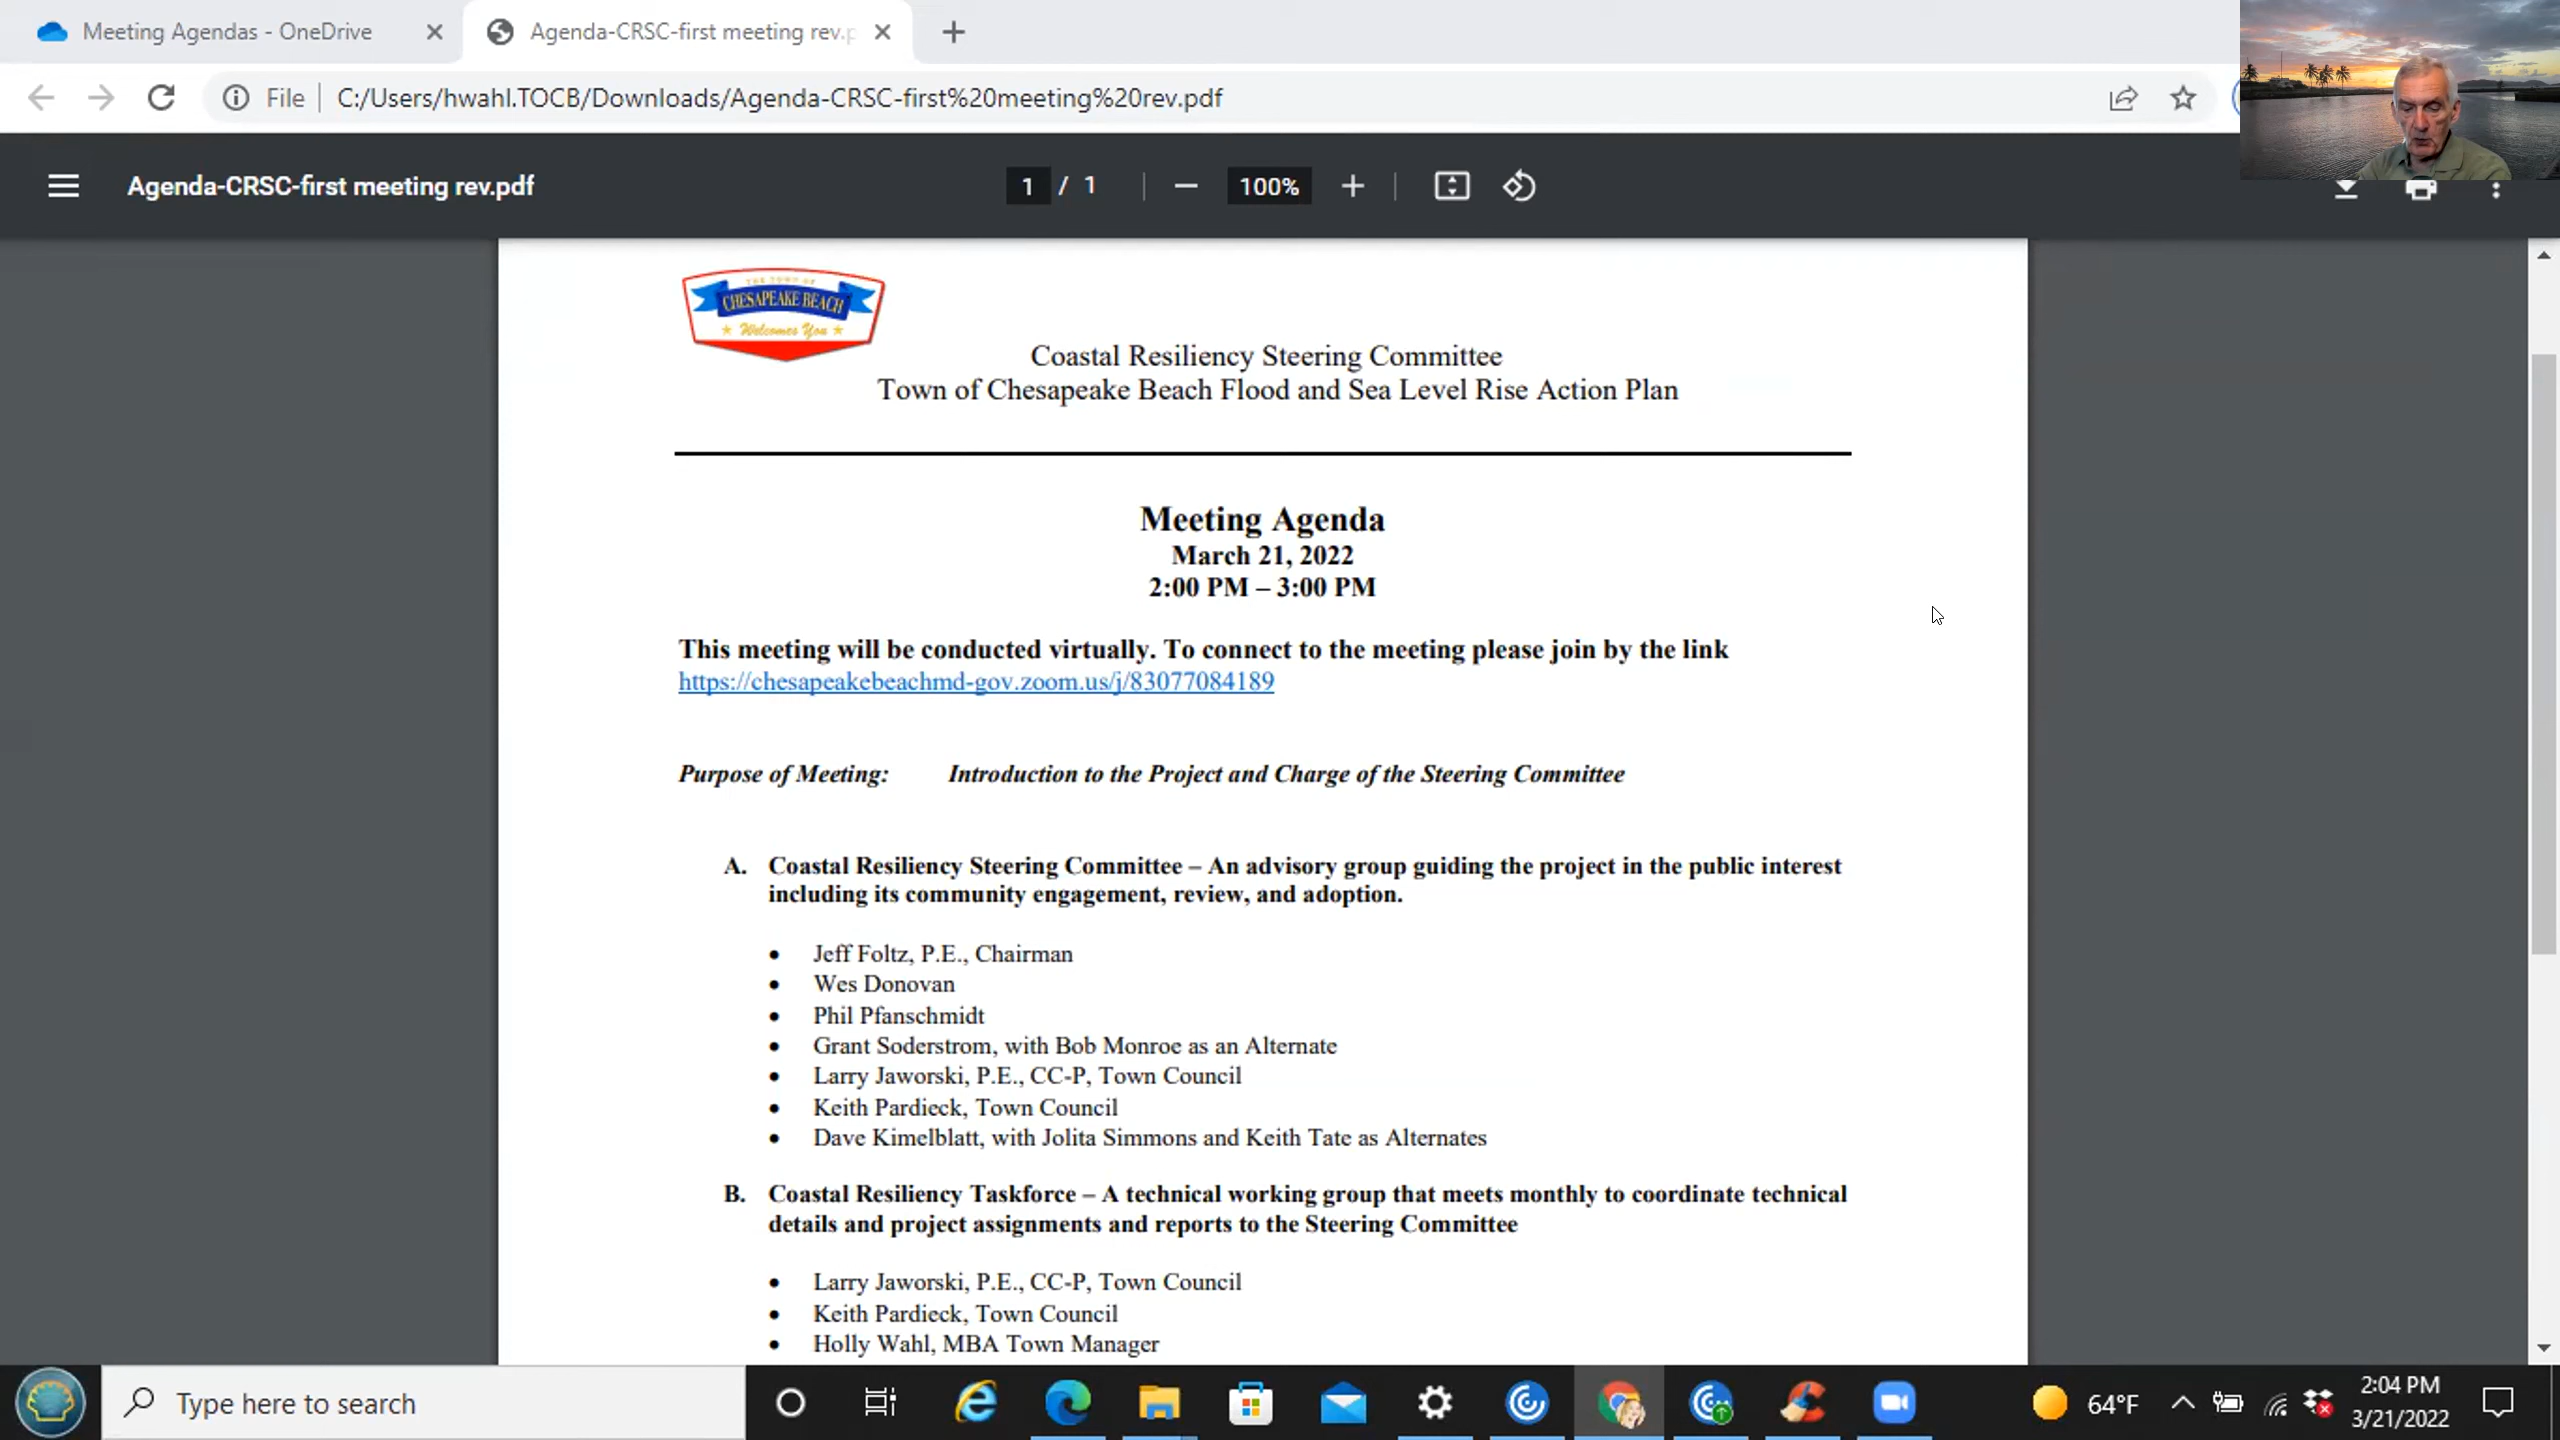 Meeting Agendas - OneDrive
Agenda-CRSC-first meeting rev.p
File
C:/Users/hwahl.TOCB/Downloads/Agenda-CRSC-first%20meeting%20rev.pdf
Agenda-CRSC-first meeting rev.pdf
1 / 1
100%
THE TOWN OF
CHESAPEAKE BEACH
Welcomes You
Coastal Resiliency Steering Committee
Town of Chesapeake Beach Flood and Sea Level Rise Action Plan
Meeting Agenda
March 21, 2022
2:00 PM – 3:00 PM
This meeting will be conducted virtually. To connect to the meeting please join by the link
https://chesapeakebeachmd-gov.zoom.us/j/83077084189
Purpose of Meeting: Introduction to the Project and Charge of the Steering Committee
A. Coastal Resiliency Steering Committee – An advisory group guiding the project in the public interest
including its community engagement, review, and adoption.
• Jeff Foltz, P.E., Chairman
• Wes Donovan
• Phil Pfanschmidt
• Grant Soderstrom, with Bob Monroe as an Alternate
• Larry Jaworski, P.E., CC-P, Town Council
• Keith Pardieck, Town Council
• Dave Kimelblatt, with Jolita Simmons and Keith Tate as Alternates
B. Coastal Resiliency Taskforce – A technical working group that meets monthly to coordinate technical
details and project assignments and reports to the Steering Committee
• Larry Jaworski, P.E., CC-P, Town Council
• Keith Pardieck, Town Council
• Holly Wahl, MBA Town Manager
Type here to search
64°F
2:04 PM
3/21/2022